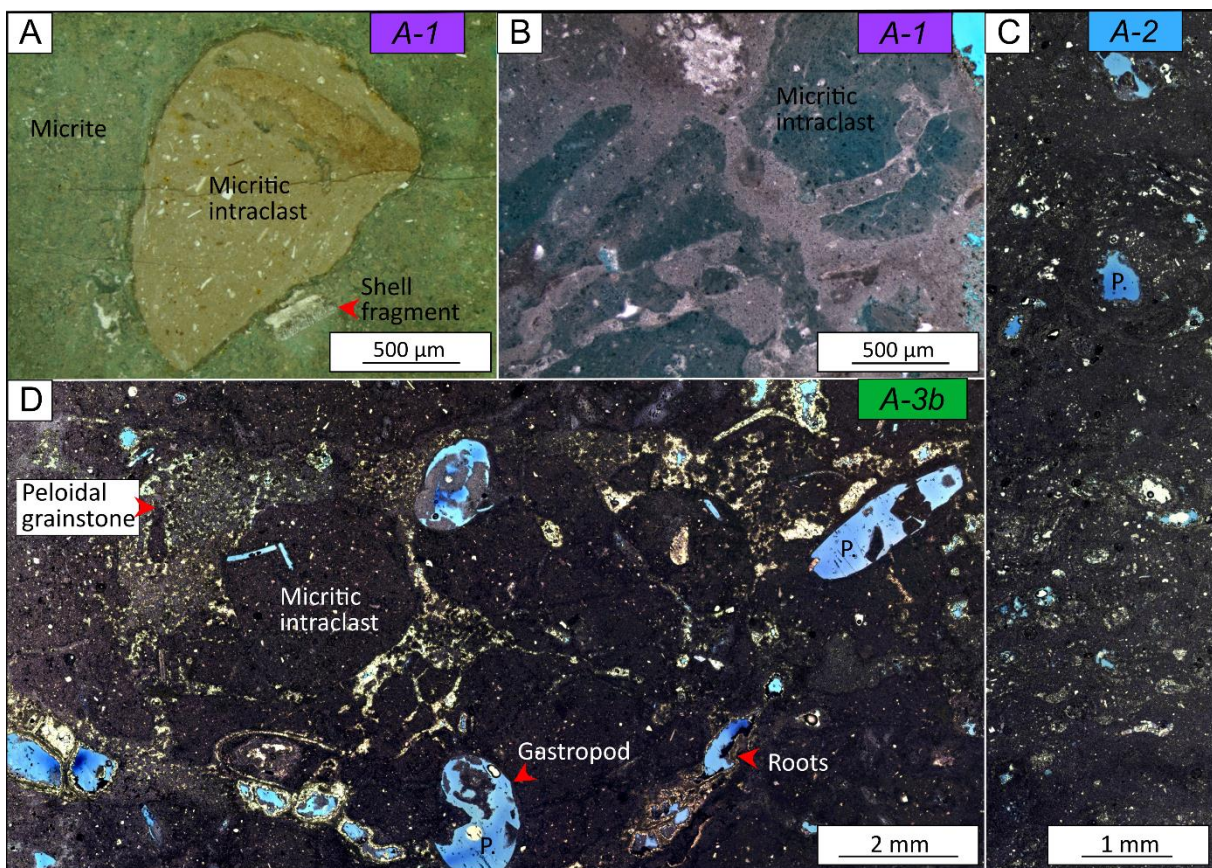 A
A-1
Micrite
Micritic
intraclast
Shell
fragment
500 µm
B
A-1
Micritic
intraclast
500 µm
C
A-2
P.
1 mm
D
A-3b
Peloidal
grainstone
Micritic
intraclast
P.
Gastropod
Roots
P.
2 mm